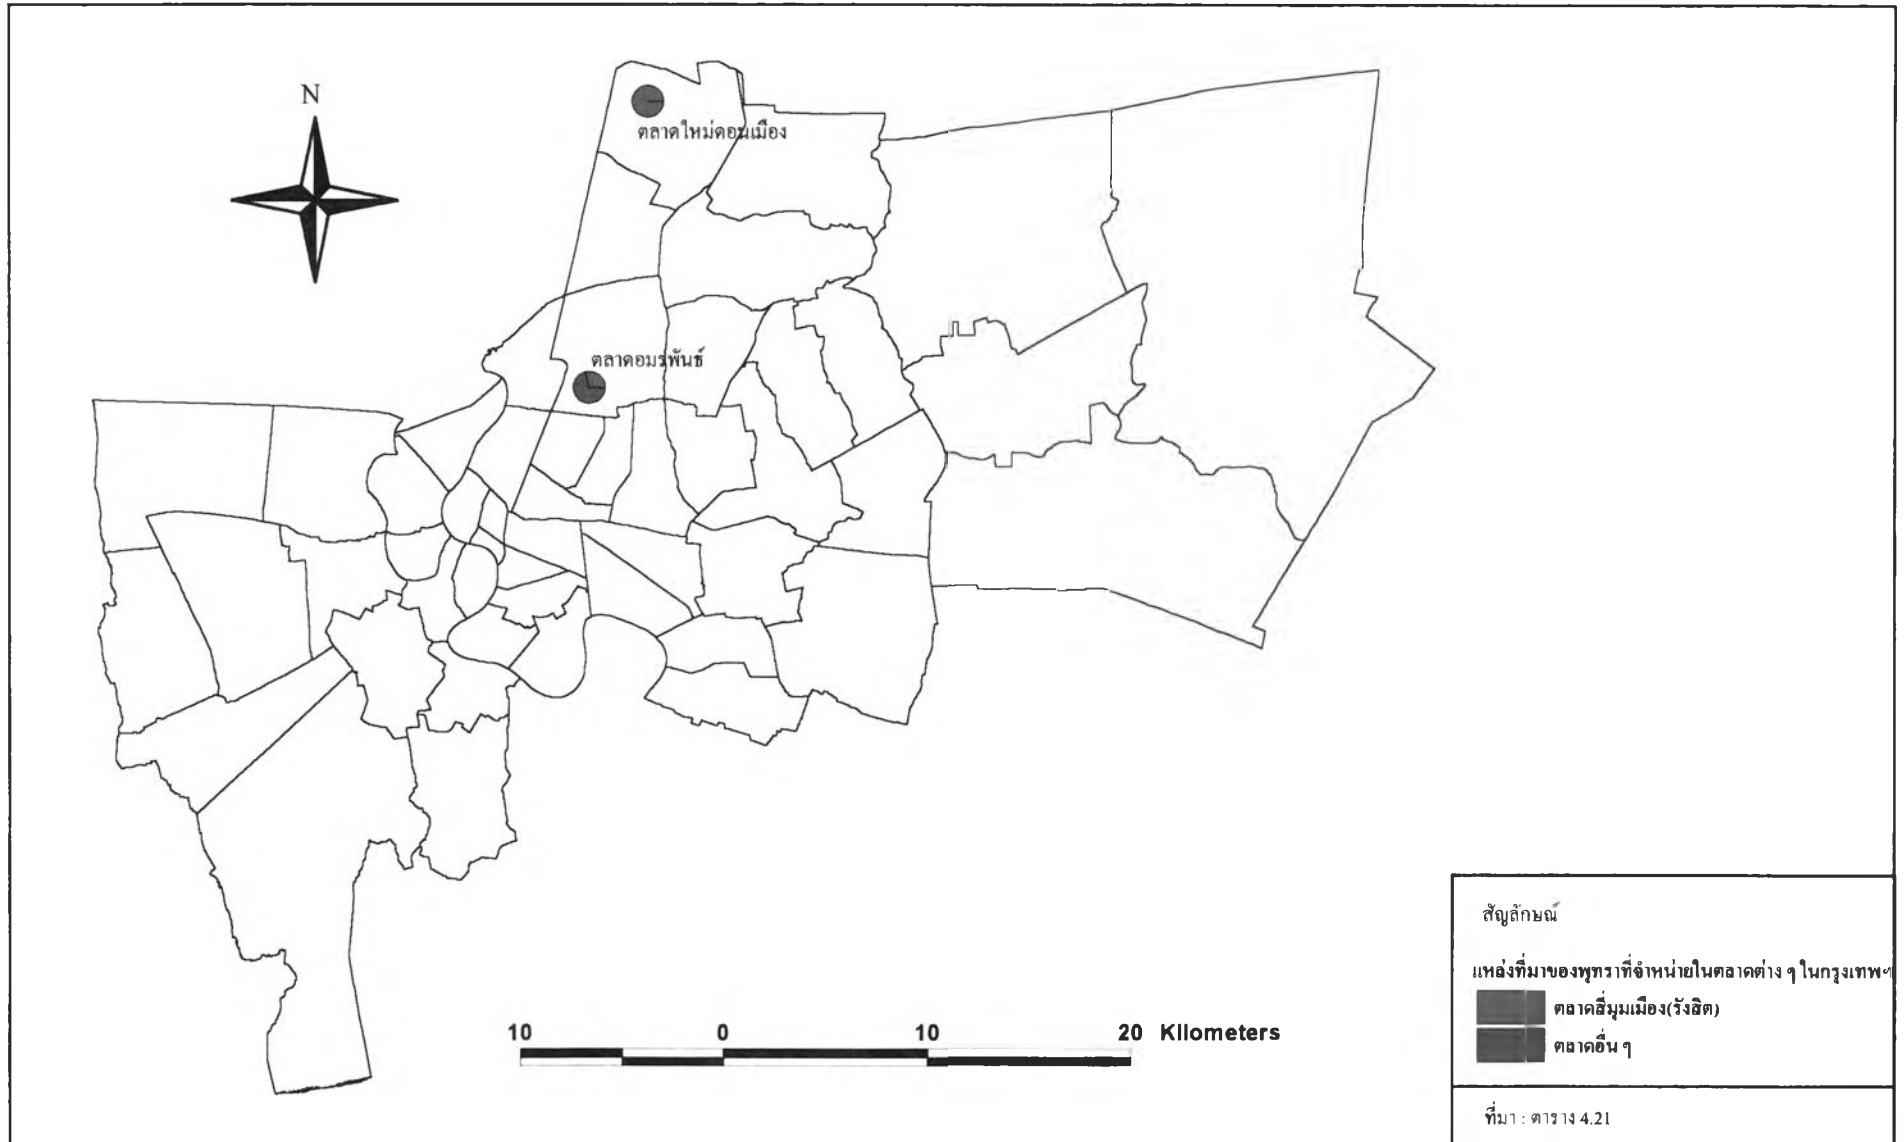 N
ตลาดใหม่ดอนเมือง
ตลาดอมรพันธ์
10 0 10 20 Kilometers
สัญลักษณ์
แหล่งที่มาของพุทราที่จำหน่ายในตลาดต่าง ๆ ในกรุงเทพฯ
ตลาดสี่มุมเมือง(รังสิต)
ตลาดอื่น ๆ
ที่มา : ตาราง 4.21